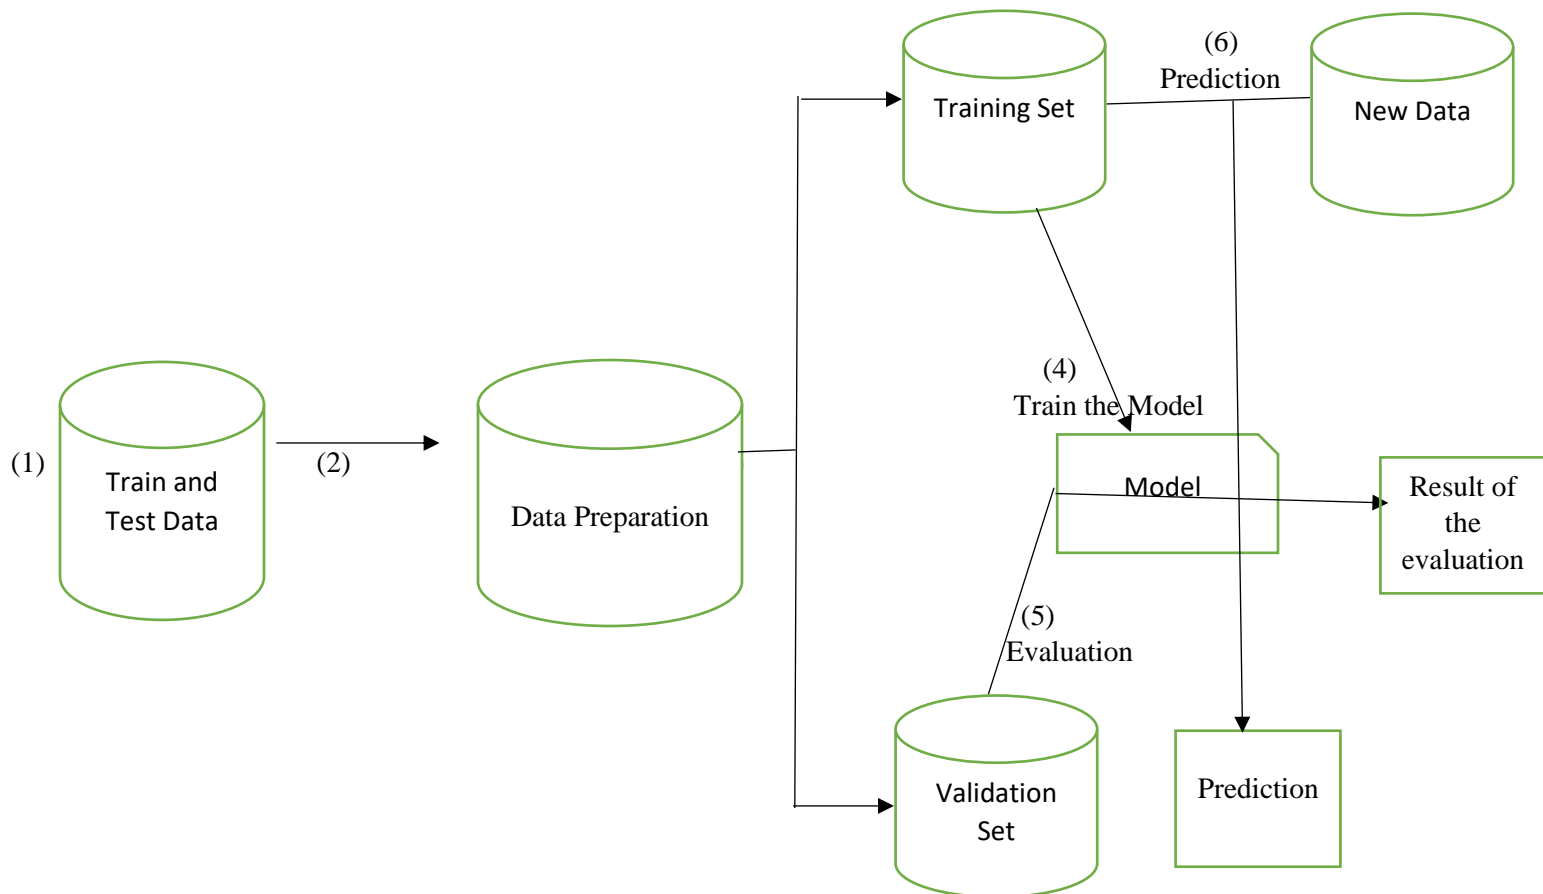 (1)
Train and
Test Data
(2)
Data Preparation
Training Set
(6)
Prediction
New Data
(4)
Train the Model
Model
Result of
the
evaluation
(5)
Evaluation
Validation
Set
Prediction